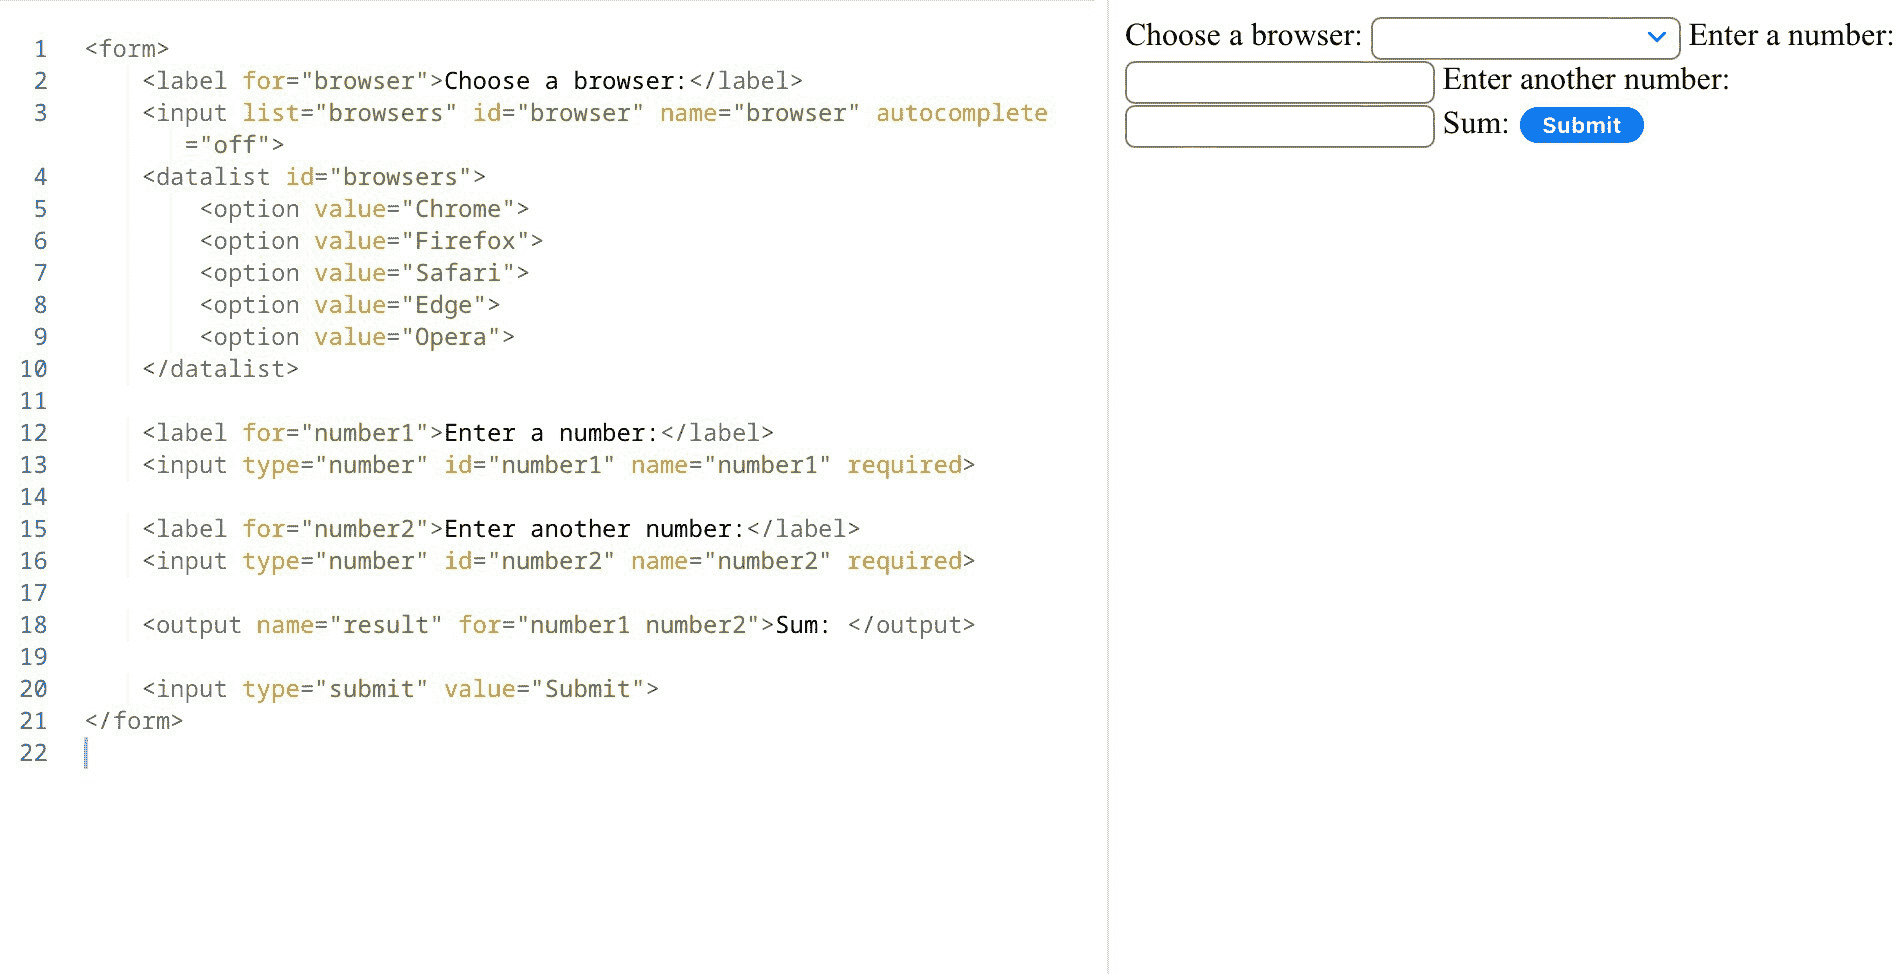 1 <form>
2 <label for="browser">Choose a browser:</label>
3 <input list="browsers" id="browser" name="browser" autocomplete
="off">
4 <datalist id="browsers">
5 <option value="Chrome">
6 <option value="Firefox">
7 <option value="Safari">
8 <option value="Edge">
9 <option value="Opera">
10 </datalist>
11
12 <label for="number1">Enter a number:</label>
13 <input type="number" id="number1" name="number1" required>
14
15 <label for="number2">Enter another number:</label>
16 <input type="number" id="number2" name="number2" required>
17
18 <output name="result" for="number1 number2">Sum: </output>
19
20 <input type="submit" value="Submit">
21 </form>
22
Choose a browser: Enter a number:
Enter another number:
Sum: Submit